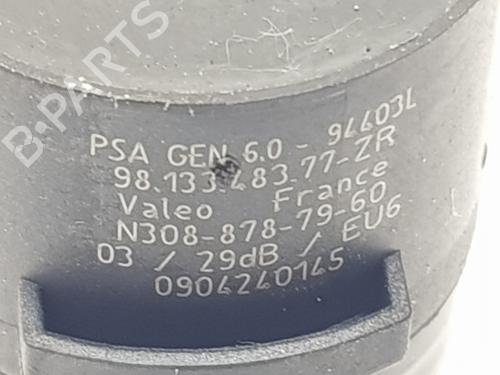 B-PARTS
PSA GEN 6.0 - 94403L
98.133.483.77-ZR
Valeo France
N308-878-79-60
03 / 29dB / EU6
0904240145